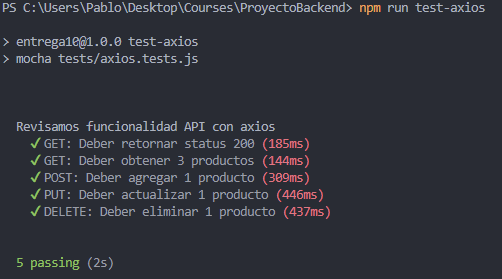 PS C:\Users\Pablo\Desktop\Courses\ProyectoBackend> npm run test-axios
> entrega10@1.0.0 test-axios
> mocha tests/axios.tests.js
Revisamos funcionalidad API con axios
✓ GET: Deber retornar status 200 (185ms)
✓ GET: Deber obtener 3 productos (144ms)
✓ POST: Deber agregar 1 producto (309ms)
✓ PUT: Deber actualizar 1 producto (446ms)
✓ DELETE: Deber eliminar 1 producto (437ms)
5 passing (2s)